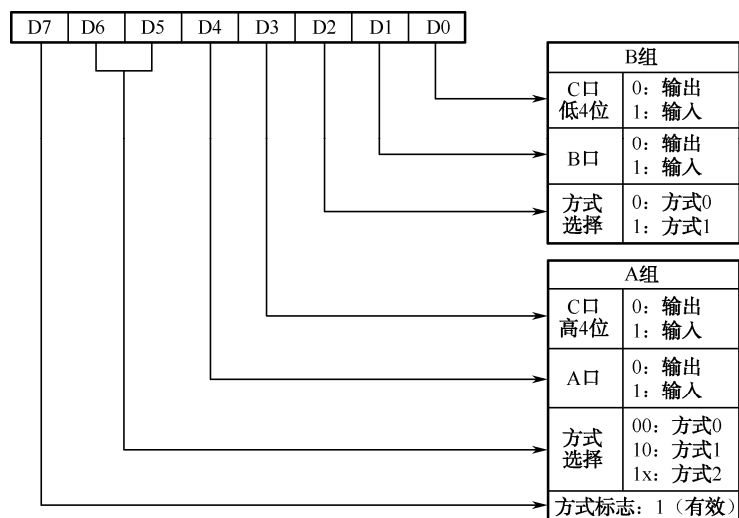 D7 D6 D5 D4 D3 D2 D1 D0
B组
C口
低4位
0：输出
1：输入
B口
0：输出
1：输入
方式
选择
0：方式0
1：方式1
A组
C口
高4位
0：输出
1：输入
A口
0：输出
1：输入
方式
选择
00：方式0
10：方式1
1x：方式2
方式标志：1（有效）